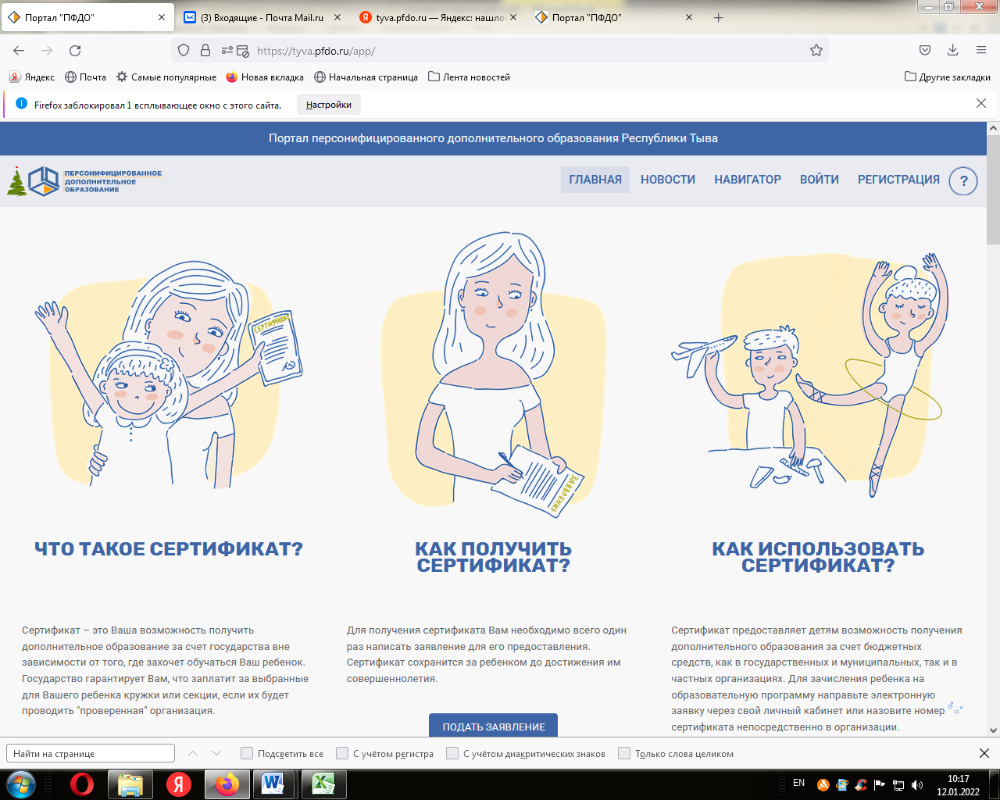 Портал "ПФДО"
(3) Входящие - Почта Mail.ru
tyva.pfdo.ru — Яндекс: нашлос
Портал "ПФДО"
https://tyva.pfdo.ru/app/
Яндекс
Почта
Самые популярные
Новая вкладка
Начальная страница
Лента новостей
Другие закладки
Firefox заблокировал 1 всплывающее окно с этого сайта.
Настройки
Портал персонифицированного дополнительного образования Республики Тыва
ПЕРСОНИФИЦИРОВАННОЕ
ДОПОЛНИТЕЛЬНОЕ
ОБРАЗОВАНИЕ
ГЛАВНАЯ
НОВОСТИ
НАВИГАТОР
ВОЙТИ
РЕГИСТРАЦИЯ
?
СЕРТИФИКАТ
ЗАЯВЛЕНИЕ
ЧТО ТАКОЕ СЕРТИФИКАТ?
Сертификат – это Ваша возможность получить
дополнительное образование за счет государства вне
зависимости от того, где захочет обучаться Ваш ребенок.
Государство гарантирует Вам, что заплатит за выбранные
для Вашего ребенка кружки или секции, если их будет
проводить "проверенная" организация.
КАК ПОЛУЧИТЬ
СЕРТИФИКАТ?
Для получения сертификата Вам необходимо всего один
раз написать заявление для его предоставления.
Сертификат сохранится за ребенком до достижения им
совершеннолетия.
ПОДАТЬ ЗАЯВЛЕНИЕ
КАК ИСПОЛЬЗОВАТЬ
СЕРТИФИКАТ?
Сертификат предоставляет детям возможность получения
дополнительного образования за счет бюджетных
средств, как в государственных и муниципальных, так и в
частных организациях. Для зачисления ребенка на
образовательную программу направьте электронную
заявку через свой личный кабинет или назовите номер
сертификата непосредственно в организации.
Найти на странице
Подсветить все
С учётом регистра
С учётом диакритических знаков
Только слова целиком
EN
10:17
12.01.2022